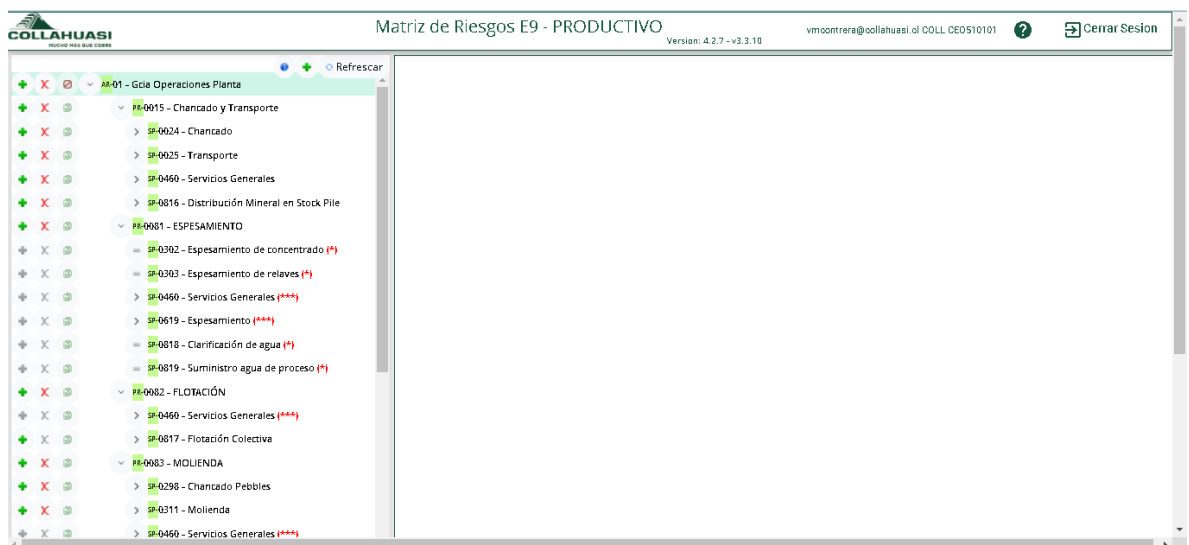 COLLAHUASI
MUCHO MÁS QUE COBRE
Matriz de Riesgos E9 - PRODUCTIVO
Version: 4.2.7 - v3.3.10
vmcontrera@collahuasi.cl COLL CEO510101
?
Cerrar Sesion
Refrescar
AR-01 - Gcia Operaciones Planta
PR-0015 - Chancado y Transporte
SP-0024 - Chancado
SP-0025 - Transporte
SP-0460 - Servicios Generales
SP-0816 - Distribución Mineral en Stock Pile
PR-0081 - ESPESAMIENTO
SP-0302 - Espesamiento de concentrado (*)
SP-0303 - Espesamiento de relaves (*)
SP-0460 - Servicios Generales (***)
SP-0619 - Espesamiento (***)
SP-0818 - Clarificación de agua (*)
SP-0819 - Suministro agua de proceso (*)
PR-0082 - FLOTACIÓN
SP-0460 - Servicios Generales (***)
SP-0817 - Flotación Colectiva
PR-0083 - MOLIENDA
SP-0298 - Chancado Pebbles
SP-0311 - Molienda
SP-0460 - Servicios Generales (***)